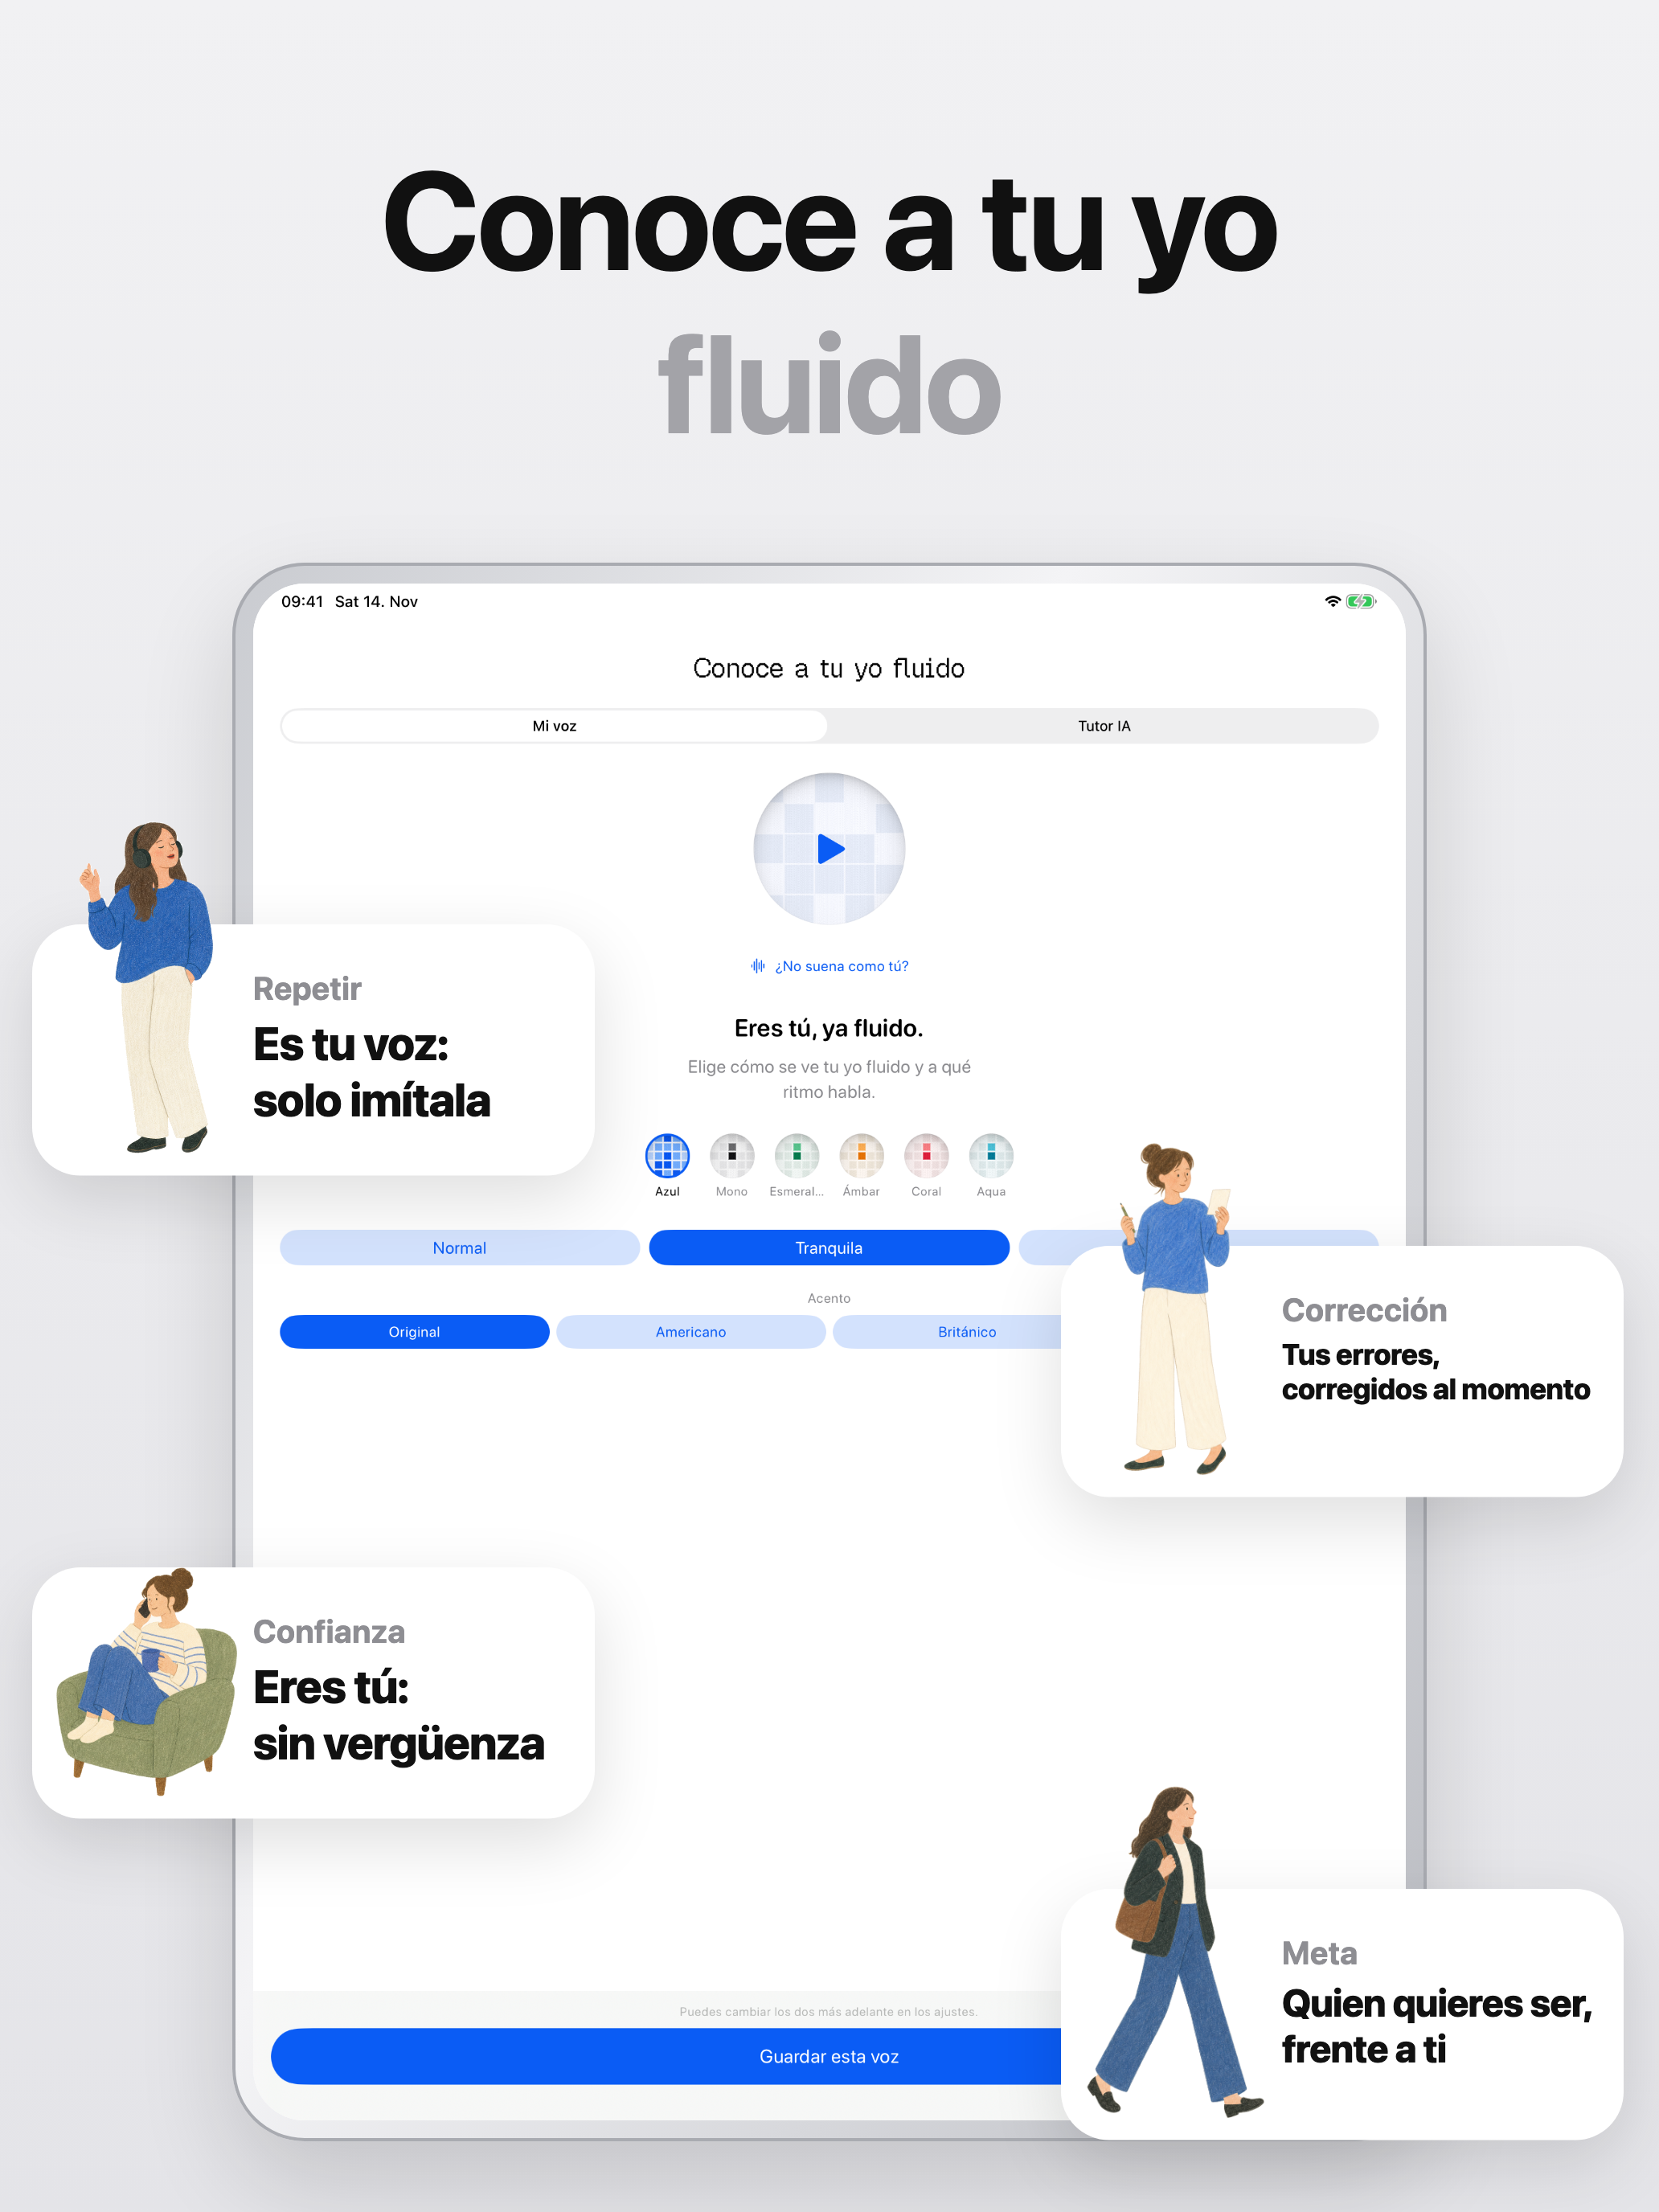 Conoce a tu yo
fluido
09:41 Sat 14. Nov
Conoce a tu yo fluido
Mi voz
Tutor IA
¿No suena como tú?
Eres tú, ya fluido.
Elige cómo se ve tu yo fluido y a qué
ritmo habla.
Azul
Mono
Esmeral...
Ámbar
Coral
Aqua
Normal
Tranquila
Acento
Original
Americano
Británico
Repetir
Es tu voz:
solo imítala
Corrección
Tus errores,
corregidos al momento
Confianza
Eres tú:
sin vergüenza
Meta
Quien quieres ser,
frente a ti
Puedes cambiar los dos más adelante en los ajustes.
Guardar esta voz